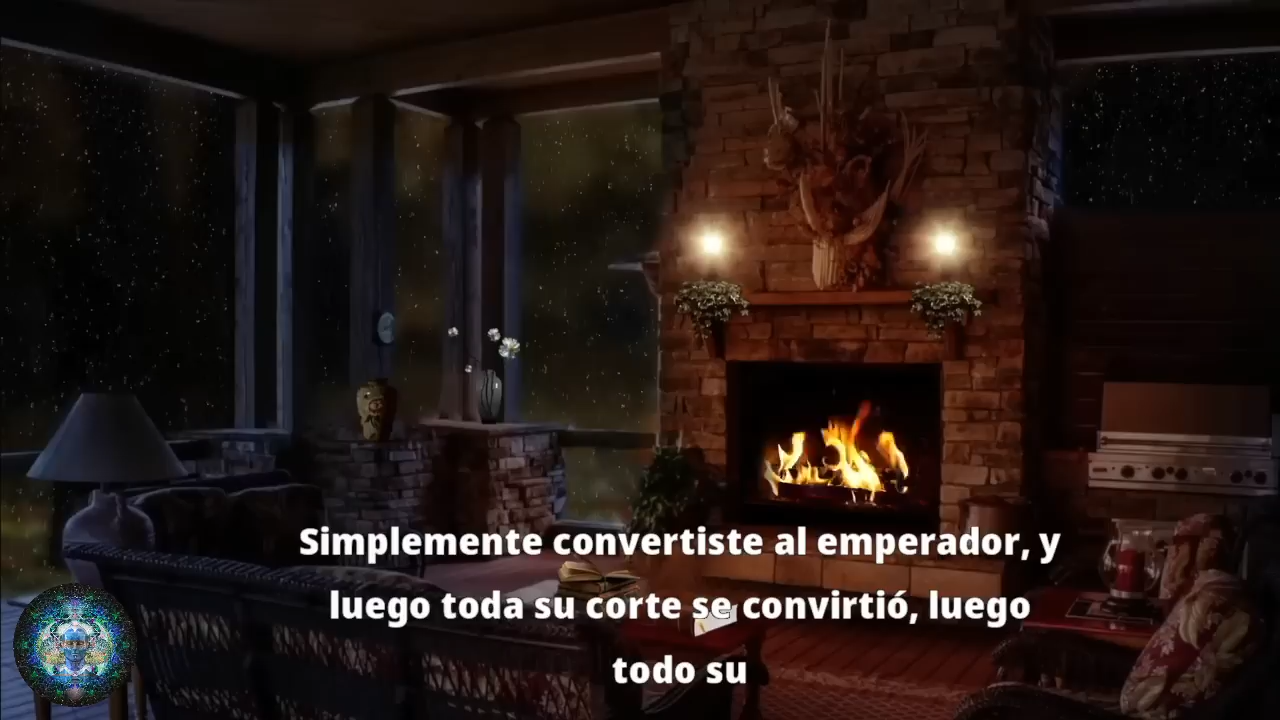 Simplemente convertiste al emperador, y
luego toda su corte se convirtió, luego
todo su